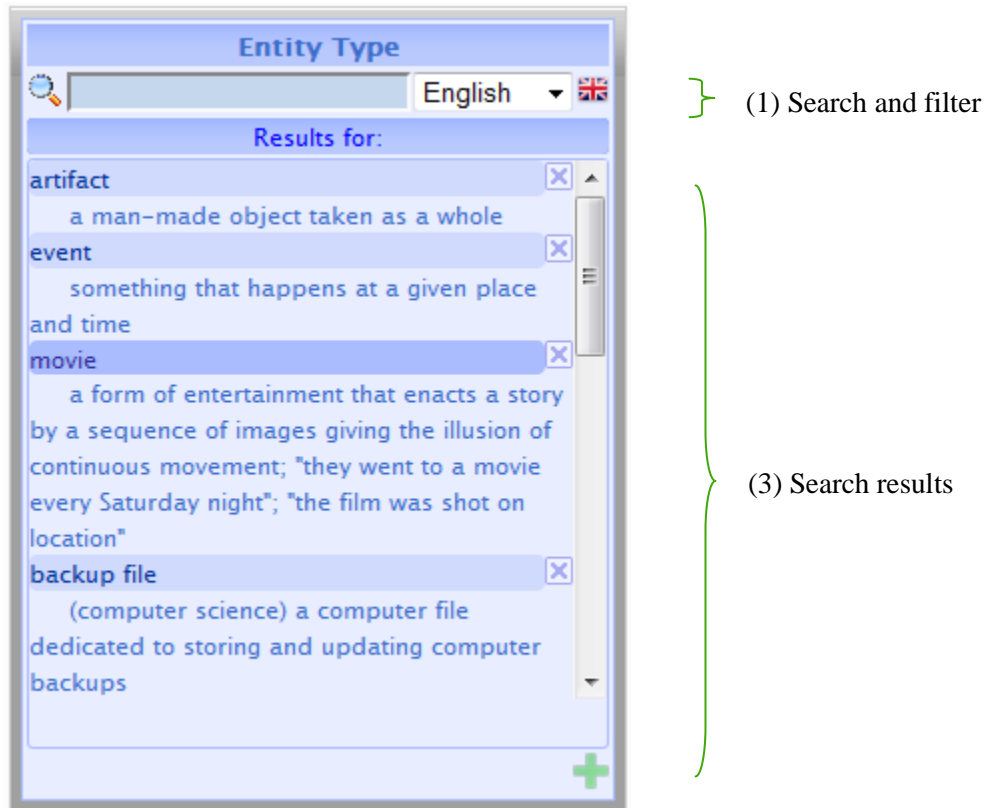 Entity Type
English
(1) Search and filter
Results for:
artifact
a man-made object taken as a whole
event
something that happens at a given place
and time
movie
a form of entertainment that enacts a story
by a sequence of images giving the illusion of
continuous movement; "they went to a movie
every Saturday night"; "the film was shot on
location"
(3) Search results
backup file
(computer science) a computer file
dedicated to storing and updating computer
backups